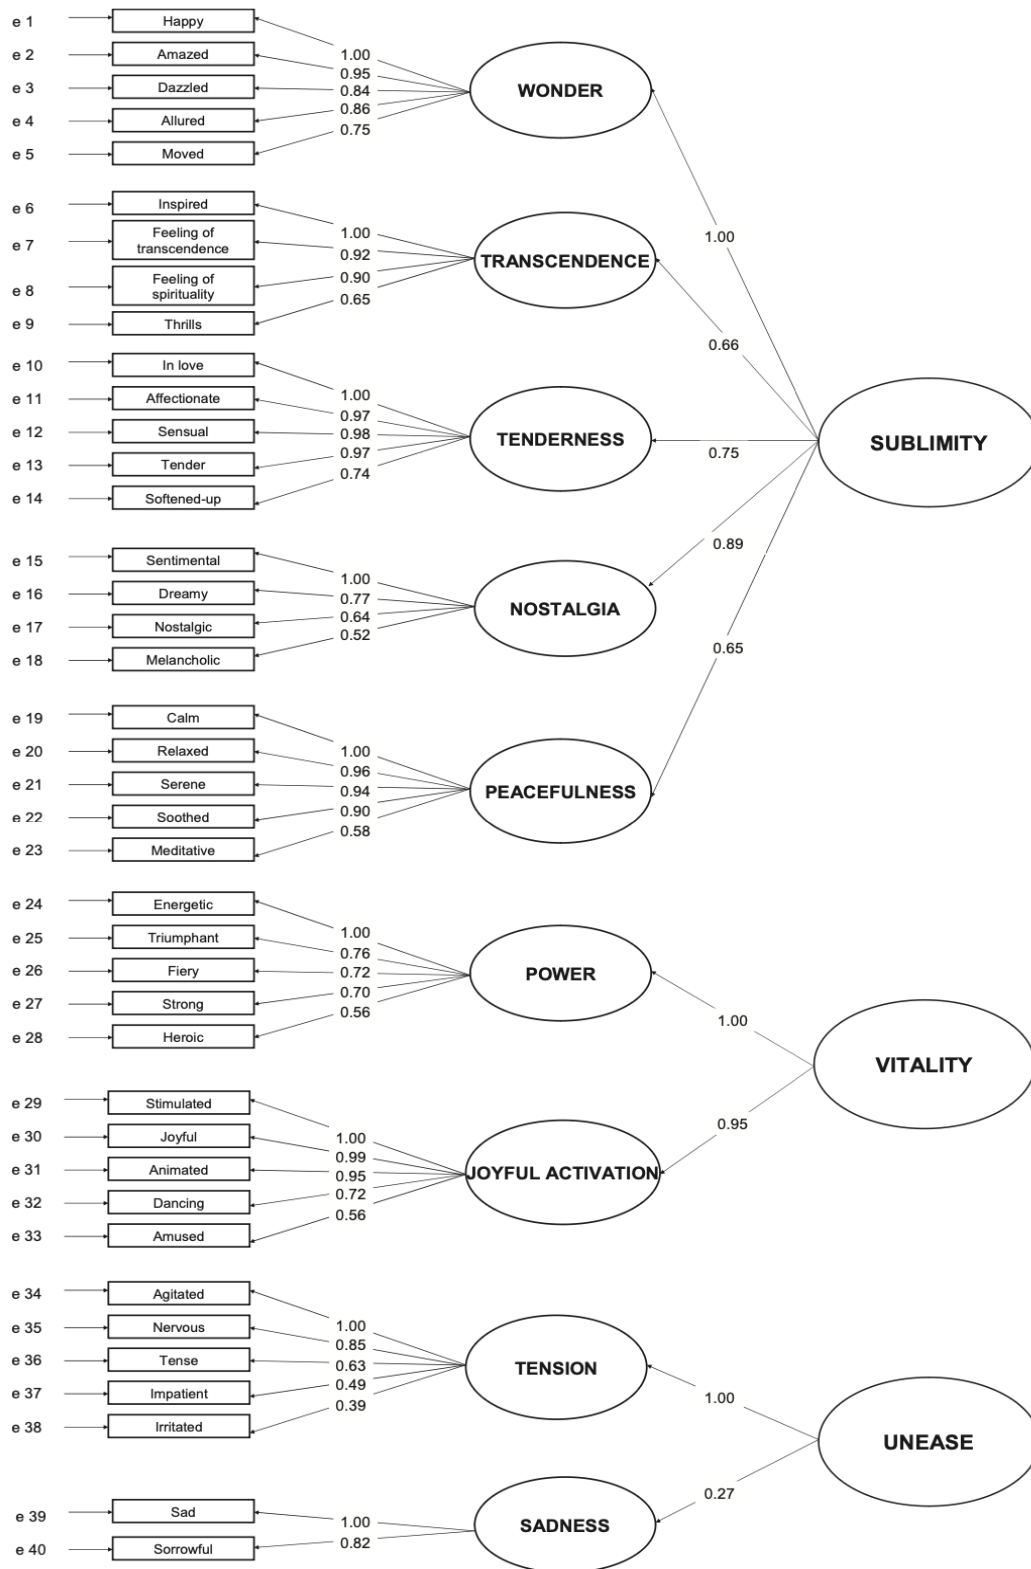 e 1 Happy
1.00
e 2 Amazed
0.95
WONDER
e 3 Dazzled
0.84
e 4 Allured
0.86
e 5 Moved
0.75
e 6 Inspired
1.00
e 7 Feeling of
transcendence
0.92
TRANSCENDENCE
e 8 Feeling of
spirituality
0.90
e 9 Thrills
0.65
e 10 In love
1.00
e 11 Affectionate
0.97
e 12 Sensual
0.98
TENDERNESS
e 13 Tender
0.97
e 14 Softened-up
0.74
e 15 Sentimental
1.00
e 16 Dreamy
0.77
NOSTALGIA
e 17 Nostalgic
0.64
e 18 Melancholic
0.52
e 19 Calm
1.00
e 20 Relaxed
0.96
e 21 Serene
0.94
PEACEFULNESS
e 22 Soothed
0.90
e 23 Meditative
0.58
1.00
0.66
0.75
0.89
0.65
SUBLIMITY
e 24 Energetic
1.00
e 25 Triumphant
0.76
e 26 Fiery
0.72
POWER
e 27 Strong
0.70
e 28 Heroic
0.56
e 29 Stimulated
1.00
e 30 Joyful
0.99
e 31 Animated
0.95
JOYFUL ACTIVATION
e 32 Dancing
0.72
e 33 Amused
0.56
1.00
0.95
VITALITY
e 34 Agitated
1.00
e 35 Nervous
0.85
e 36 Tense
0.63
TENSION
e 37 Impatient
0.49
e 38 Irritated
0.39
e 39 Sad
1.00
SADNESS
e 40 Sorrowful
0.82
1.00
0.27
UNEASE